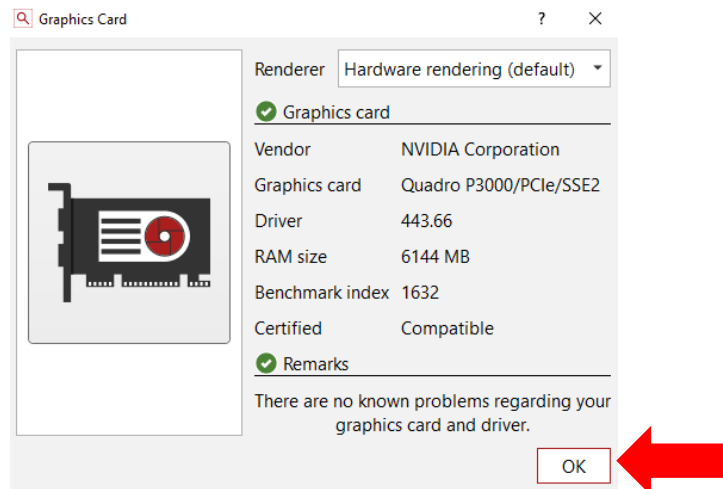 Graphics Card ? ×
Renderer Hardware rendering (default)
Graphics card
Vendor NVIDIA Corporation
Graphics card Quadro P3000/PCIe/SSE2
Driver 443.66
RAM size 6144 MB
Benchmark index 1632
Certified Compatible
Remarks
There are no known problems regarding your
graphics card and driver.
OK